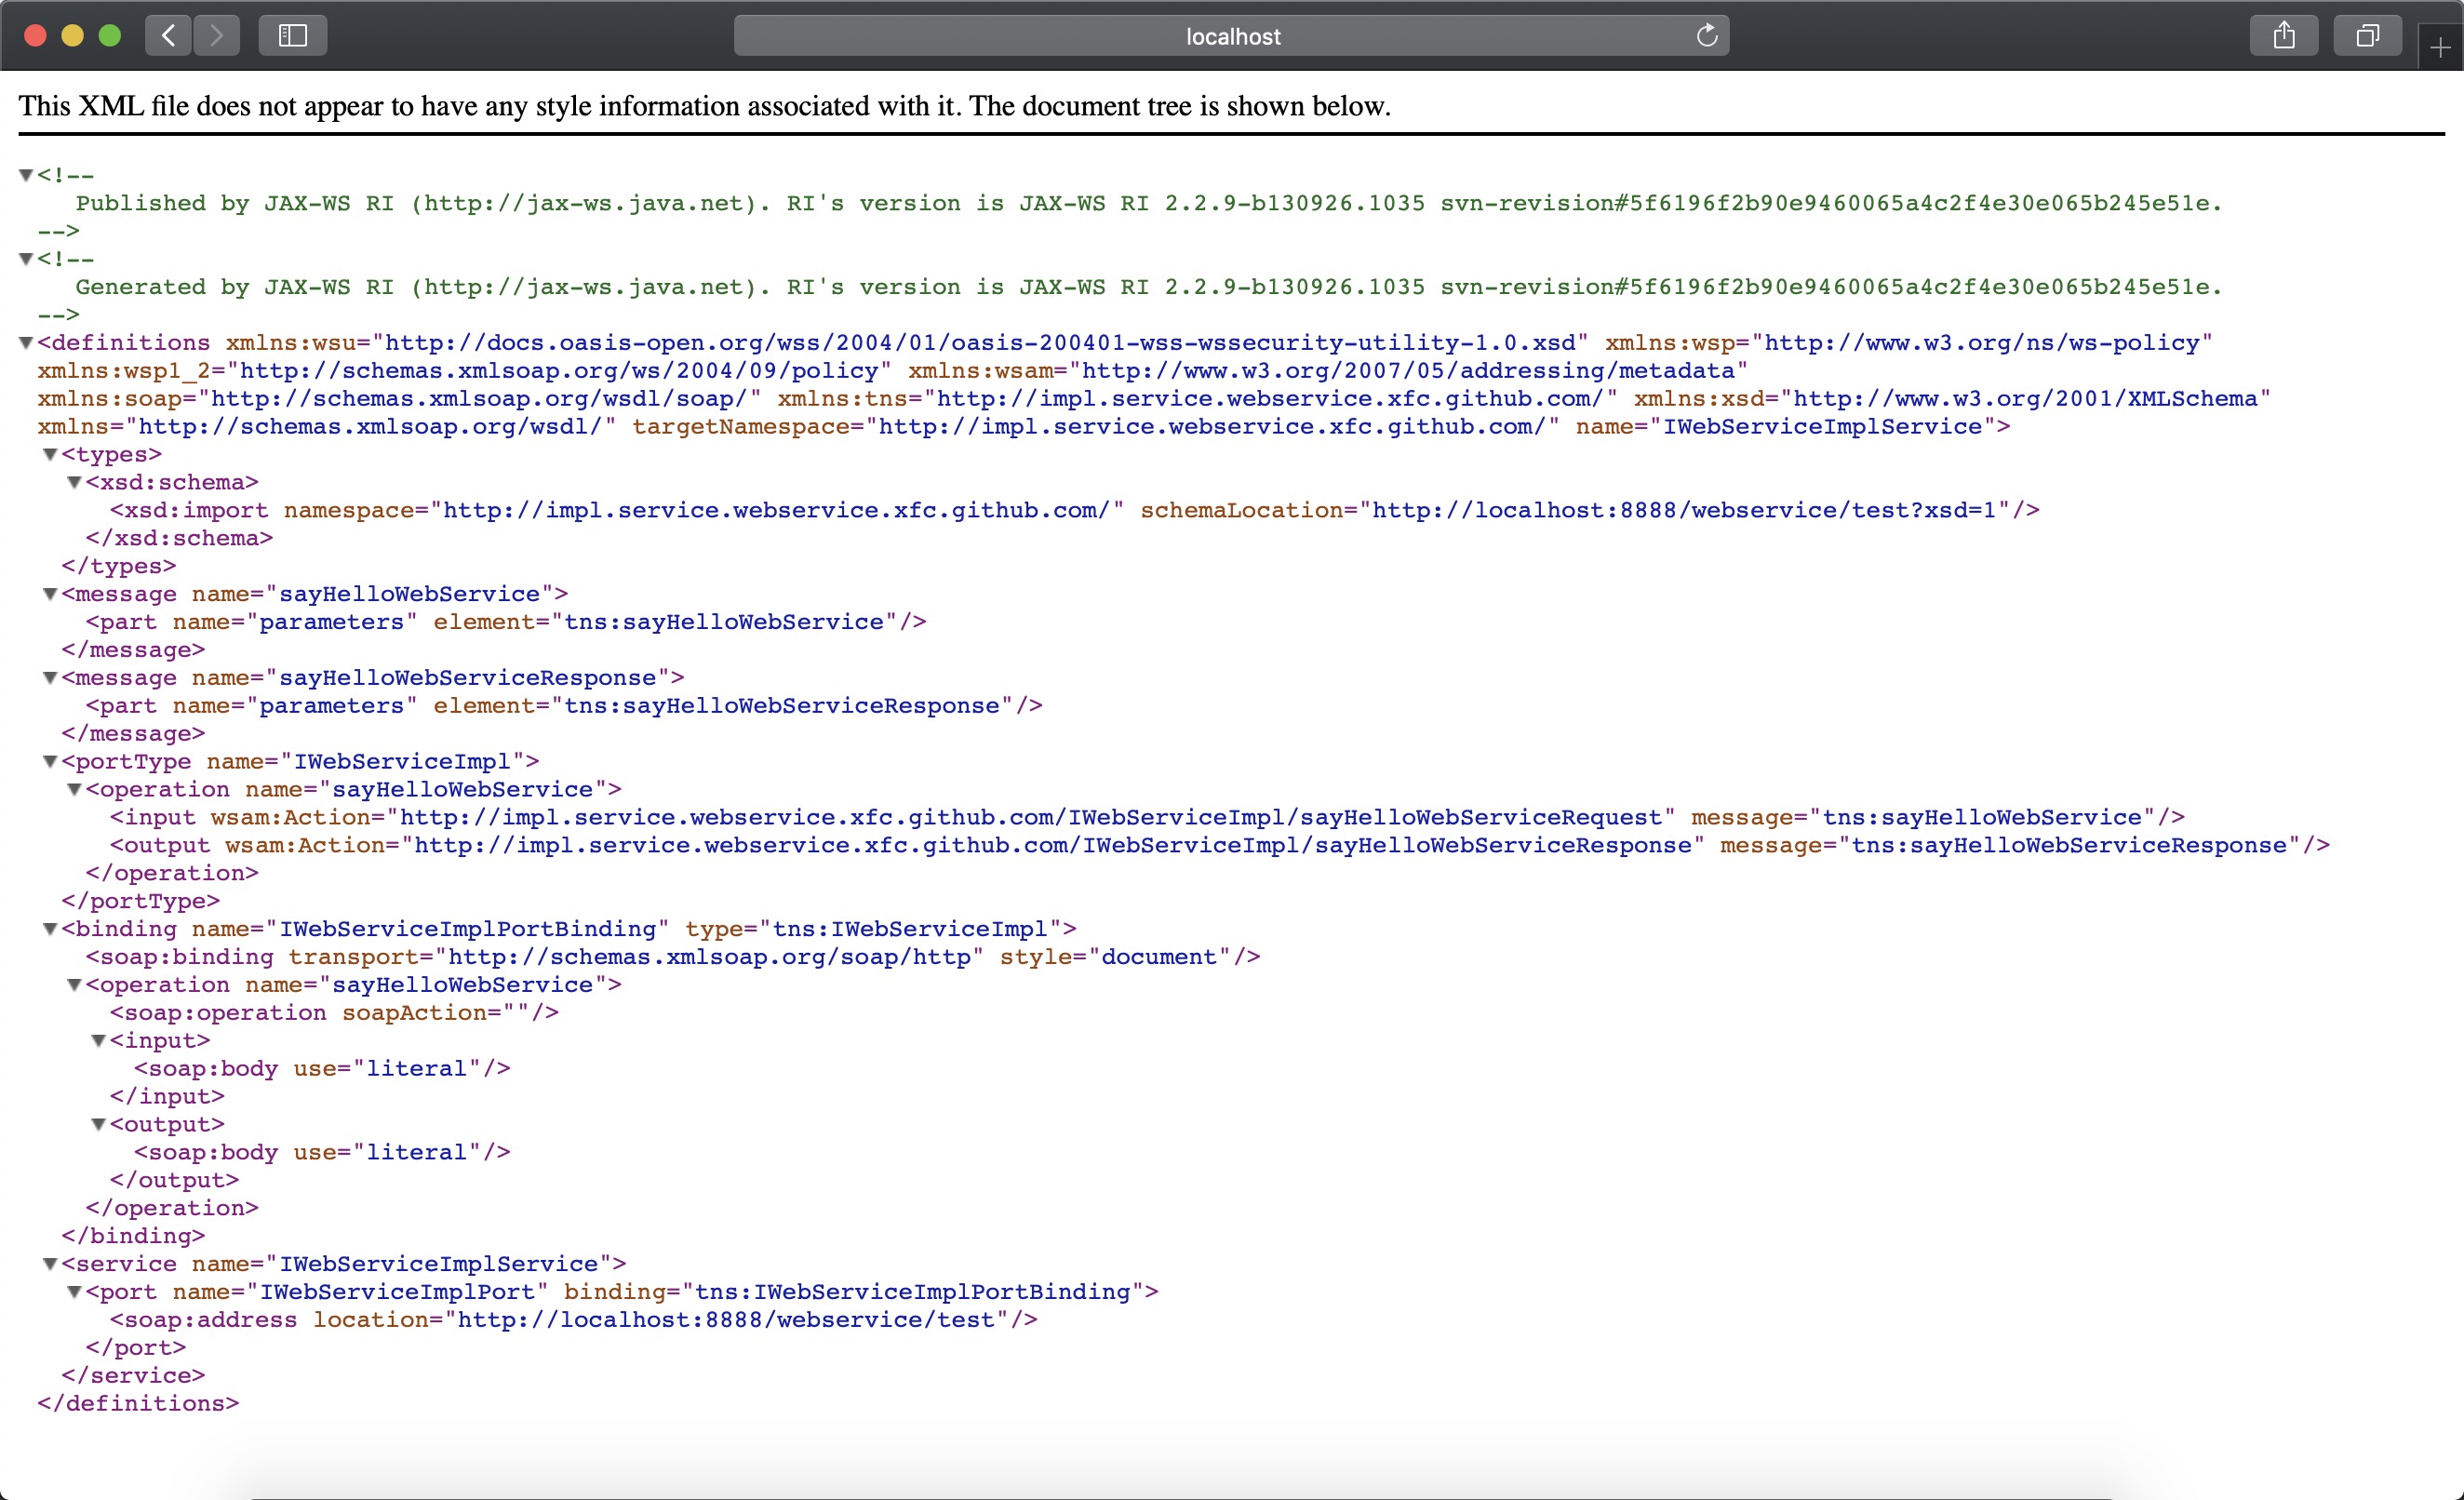 localhost
This XML file does not appear to have any style information associated with it. The document tree is shown below.
<!--
Published by JAX-WS RI (http://jax-ws.java.net). RI's version is JAX-WS RI 2.2.9-b130926.1035 svn-revision#5f6196f2b90e9460065a4c2f4e30e065b245e51e.
-->
<!--
Generated by JAX-WS RI (http://jax-ws.java.net). RI's version is JAX-WS RI 2.2.9-b130926.1035 svn-revision#5f6196f2b90e9460065a4c2f4e30e065b245e51e.
-->
<definitions xmlns:wsu="http://docs.oasis-open.org/wss/2004/01/oasis-200401-wss-wssecurity-utility-1.0.xsd" xmlns:wsp="http://www.w3.org/ns/ws-policy"
xmlns:wsp1_2="http://schemas.xmlsoap.org/ws/2004/09/policy" xmlns:wsam="http://www.w3.org/2007/05/addressing/metadata"
xmlns:soap="http://schemas.xmlsoap.org/wsdl/soap/" xmlns:tns="http://impl.service.webservice.xfc.github.com/" xmlns:xsd="http://www.w3.org/2001/XMLSchema"
xmlns="http://schemas.xmlsoap.org/wsdl/" targetNamespace="http://impl.service.webservice.xfc.github.com/" name="IWebServiceImplService">
<types>
<xsd:schema>
<xsd:import namespace="http://impl.service.webservice.xfc.github.com/" schemaLocation="http://localhost:8888/webservice/test?xsd=1"/>
</xsd:schema>
</types>
<message name="sayHelloWebService">
<part name="parameters" element="tns:sayHelloWebService"/>
</message>
<message name="sayHelloWebServiceResponse">
<part name="parameters" element="tns:sayHelloWebServiceResponse"/>
</message>
<portType name="IWebServiceImpl">
<operation name="sayHelloWebService">
<input wsam:Action="http://impl.service.webservice.xfc.github.com/IWebServiceImpl/sayHelloWebServiceRequest" message="tns:sayHelloWebService"/>
<output wsam:Action="http://impl.service.webservice.xfc.github.com/IWebServiceImpl/sayHelloWebServiceResponse" message="tns:sayHelloWebServiceResponse"/>
</operation>
</portType>
<binding name="IWebServiceImplPortBinding" type="tns:IWebServiceImpl">
<soap:binding transport="http://schemas.xmlsoap.org/soap/http" style="document"/>
<operation name="sayHelloWebService">
<soap:operation soapAction=""/>
<input>
<soap:body use="literal"/>
</input>
<output>
<soap:body use="literal"/>
</output>
</operation>
</binding>
<service name="IWebServiceImplService">
<port name="IWebServiceImplPort" binding="tns:IWebServiceImplPortBinding">
<soap:address location="http://localhost:8888/webservice/test"/>
</port>
</service>
</definitions>